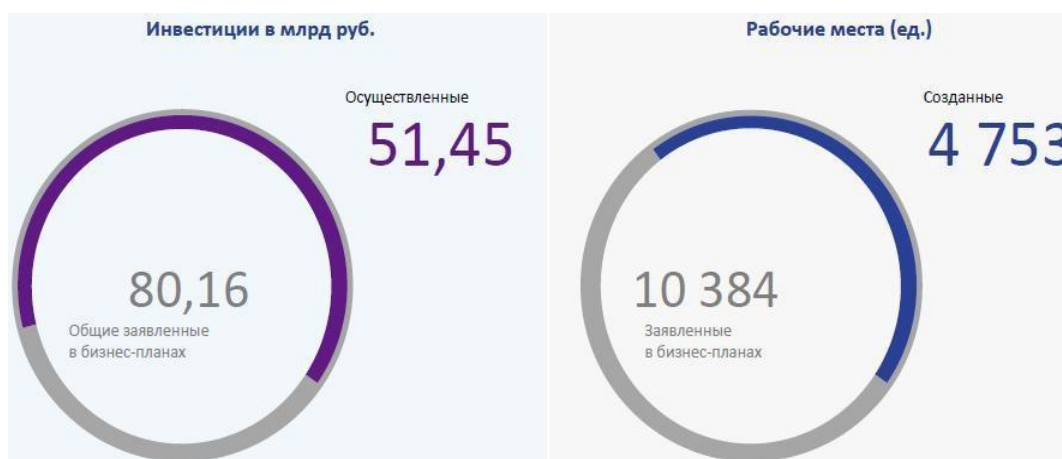 Инвестиции в млрд руб.
Осуществленные
51,45
80,16
Общие заявленные
в бизнес-планах
Рабочие места (ед.)
Созданные
4 753
10 384
Заявленные
в бизнес-планах